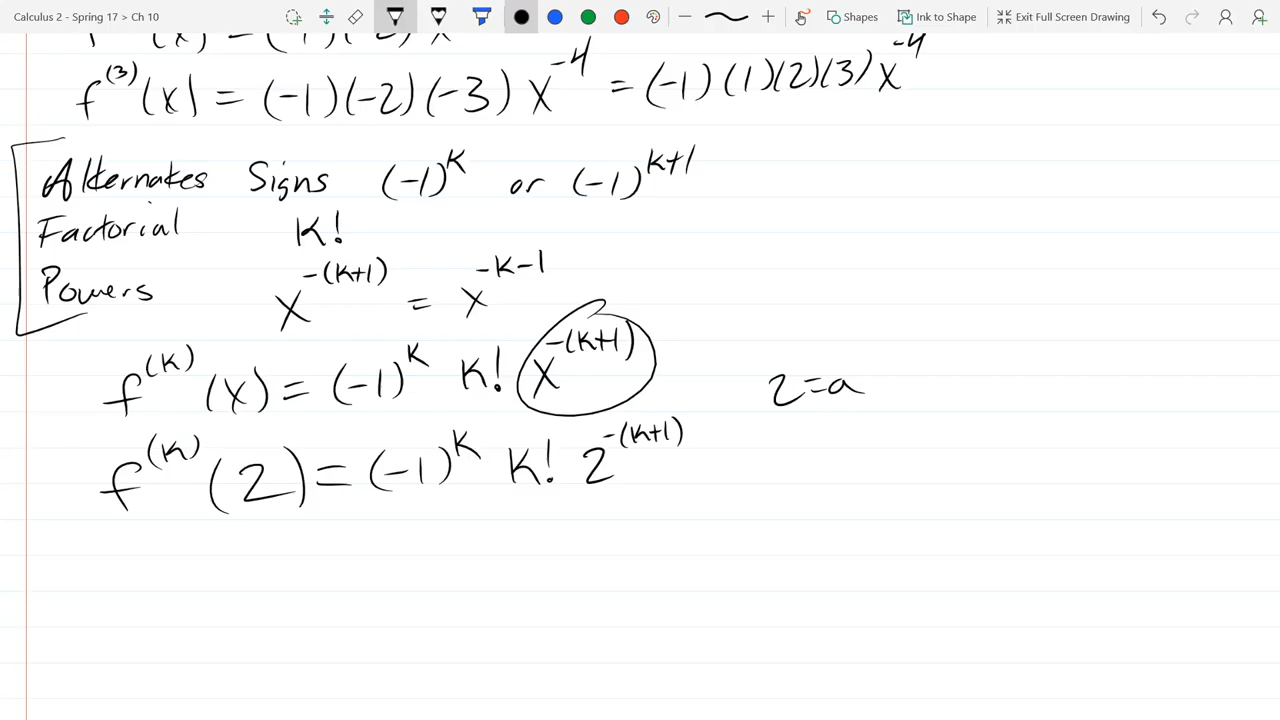 Calculus 2 - Spring 17 > Ch 10 Shapes Ink to Shape Exit Full Screen Drawing
f^(3)(x) = (-1)(-2)(-3) x^-4 = (-1)(1)(2)(3) x^-4
Alternates Signs (-1)^k or (-1)^k+1
Factorial k!
Powers x^-(k+1) = x^-k-1
f^(k)(x) = (-1)^k k! x^-(k+1)
2=a
f^(k)(2) = (-1)^k k! 2^-(k+1)